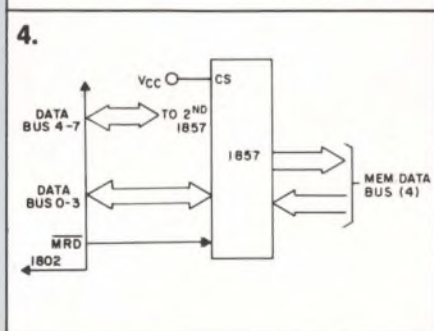 4.
VCC
CS
DATA
BUS 4-7
TO 2ND
1857
1857
MEM DATA
BUS (4)
DATA
BUS 0-3
MRD
1802